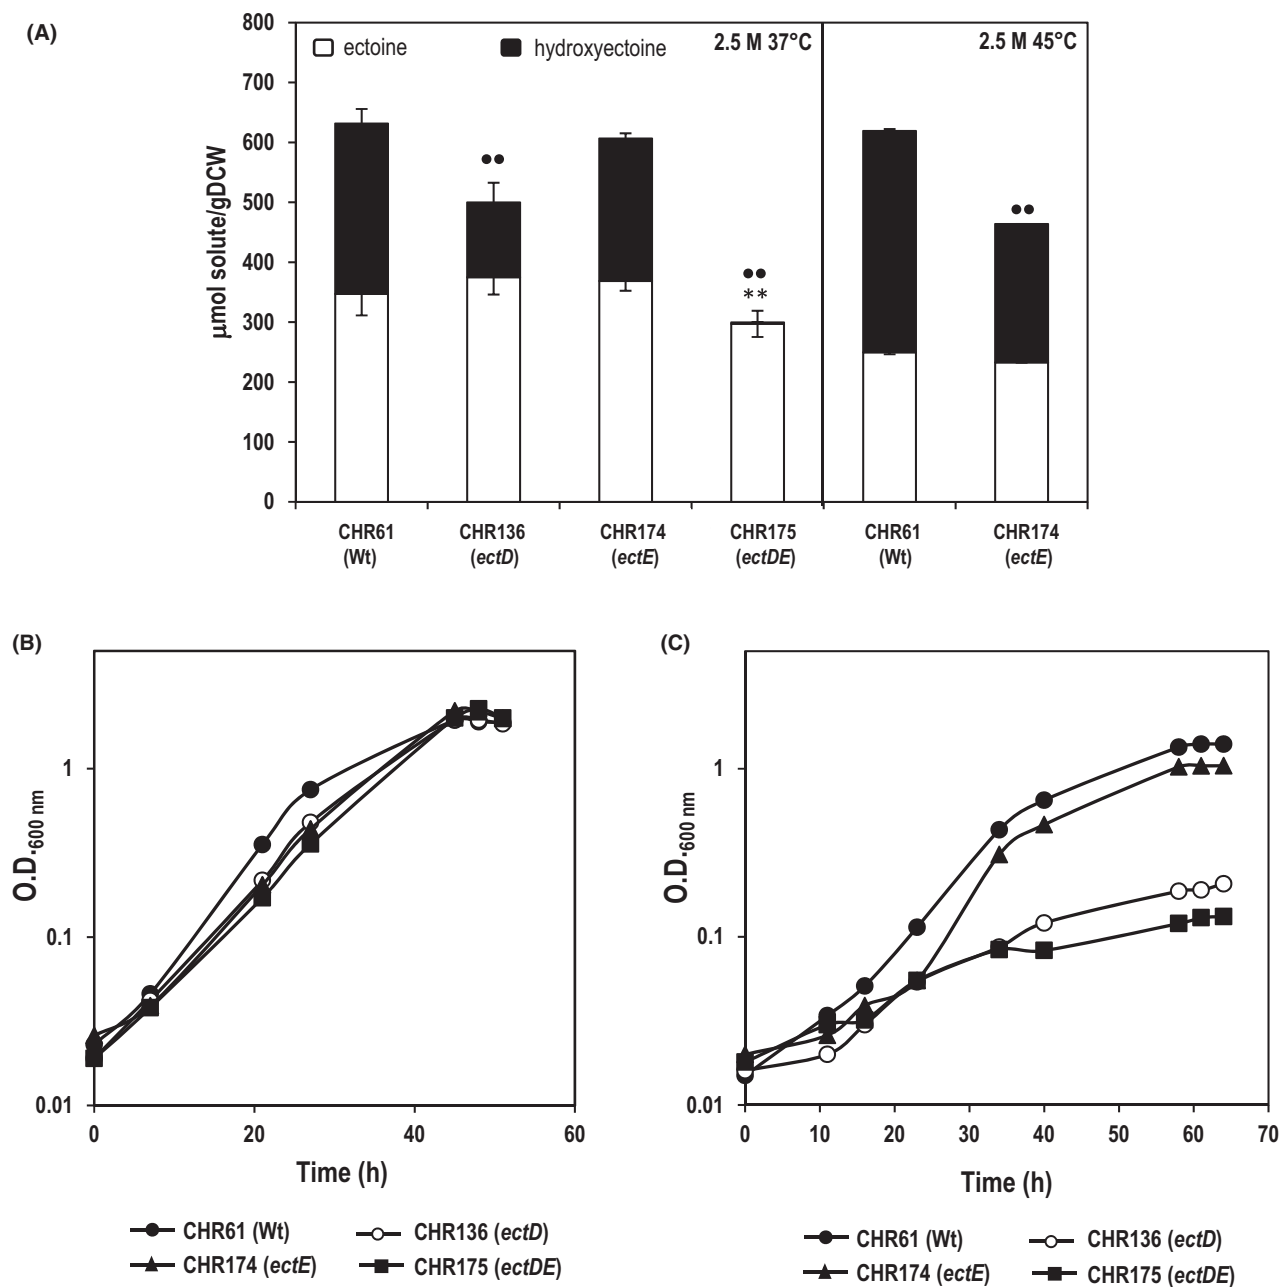 (A)
ectoine
hydroxyectoine
2.5 M 37°C
2.5 M 45°C
µmol solute/gDCW
800
700
600
500
400
300
200
100
0
••
••
**
••
CHR61
(Wt)
CHR136
(ectD)
CHR174
(ectE)
CHR175
(ectDE)
CHR61
(Wt)
CHR174
(ectE)
(B)
O.D.600 nm
1
0.1
0.01
0
20
40
60
Time (h)
CHR61 (Wt)
CHR136 (ectD)
CHR174 (ectE)
CHR175 (ectDE)
(C)
O.D.600 nm
1
0.1
0.01
0
10
20
30
40
50
60
70
Time (h)
CHR61 (Wt)
CHR136 (ectD)
CHR174 (ectE)
CHR175 (ectDE)